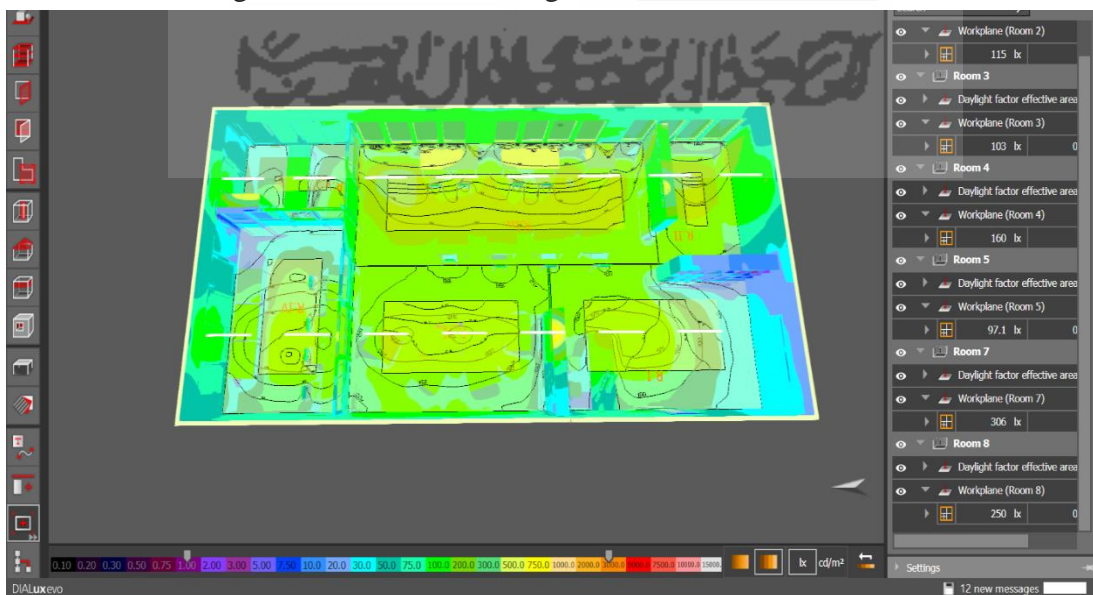 Workplane (Room 2)
115 lx
Room 3
Daylight factor effective area
Workplane (Room 3)
103 lx 0
Room 4
Daylight factor effective area
Workplane (Room 4)
160 lx
Room 5
Daylight factor effective area
Workplane (Room 5)
97.1 lx 0
Room 7
Daylight factor effective area
Workplane (Room 7)
306 lx
Room 8
Daylight factor effective area
Workplane (Room 8)
250 lx 0
R-II
R-IV
R-I
0.10 0.20 0.30 0.50 0.75 1.00 2.00 3.00 5.00 7.50 10.0 20.0 30.0 50.0 75.0 100.0 200.0 300.0 500.0 750.0 1000.0 2000.0 3000.0 5000.0 7500.0 10000.0 15000. lx cd/m²
Settings
DIALux evo
12 new messages